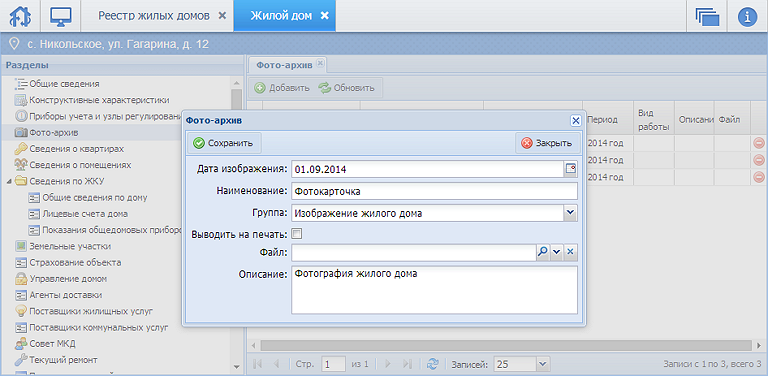 Реестр жилых домов
Жилой дом
с. Никольское, ул. Гагарина, д. 12
Разделы
Фото-архив
Общие сведения
Конструктивные характеристики
Приборы учета и узлы регулировани
Фото-архив
Сведения о квартирах
Сведения о помещениях
Сведения по ЖКУ
Общие сведения по дому
Лицевые счета дома
Показания общедомовых приборо
Земельные участки
Страхование объекта
Управление домом
Агенты доставки
Поставщики жилищных услуг
Поставщики коммунальных услуг
Совет МКД
Текущий ремонт
Добавить Обновить
Период Вид работы Описани Файл
2014 год
2014 год
2014 год
Фото-архив
Сохранить Закрыть
Дата изображения: 01.09.2014
Наименование: Фотокарточка
Группа: Изображение жилого дома
Выводить на печать:
Файл:
Описание: Фотография жилого дома
Стр. 1 из 1 Записей: 25 Записи с 1 по 3, всего 3